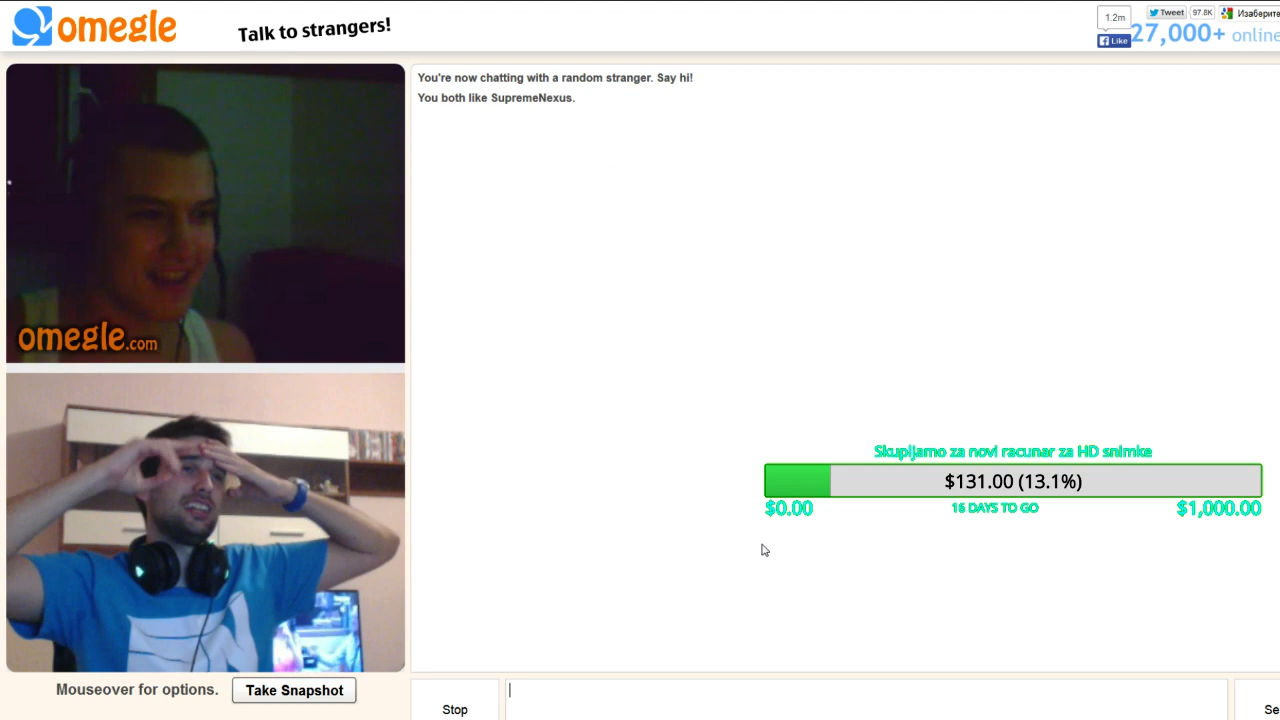 omegle
Talk to strangers!
1.2m
Like
Tweet
97.8K
Изаберите
27,000+ online
You're now chatting with a random stranger. Say hi!
You both like SupremeNexus.
omegle.com
Skupljamo za novi racunar za HD snimke
$131.00 (13.1%)
$0.00
16 DAYS TO GO
$1,000.00
Mouseover for options.
Take Snapshot
Stop
Se